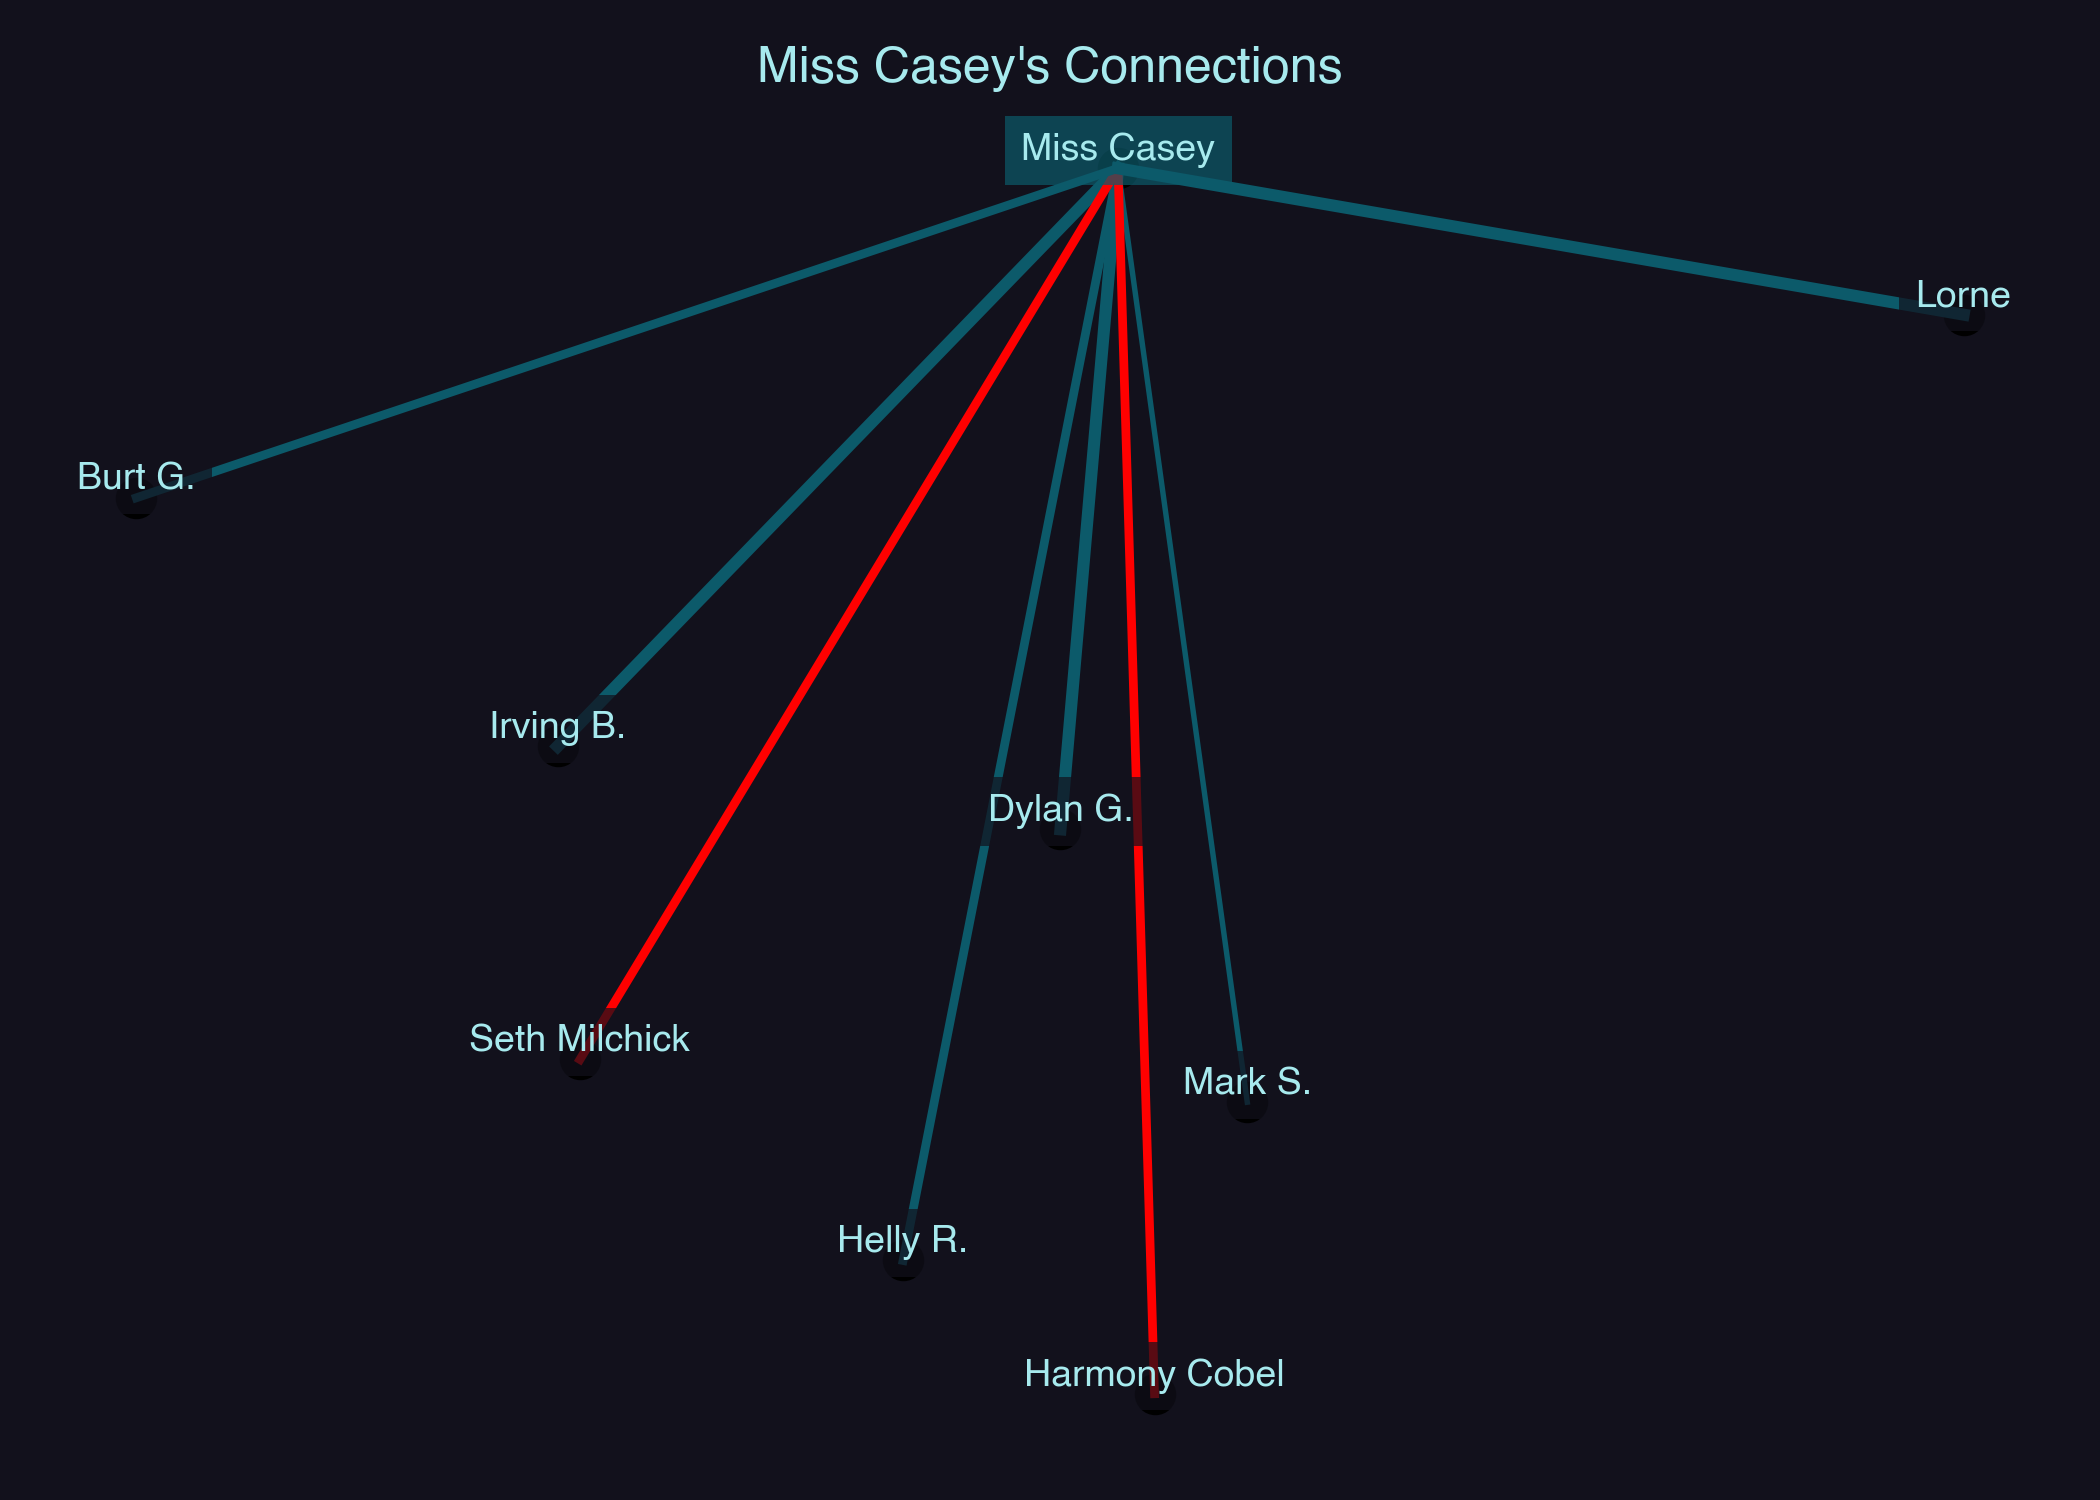 Miss Casey's Connections
Miss Casey
Lorne
Burt G.
Irving B.
Dylan G.
Seth Milchick
Mark S.
Helly R.
Harmony Cobel